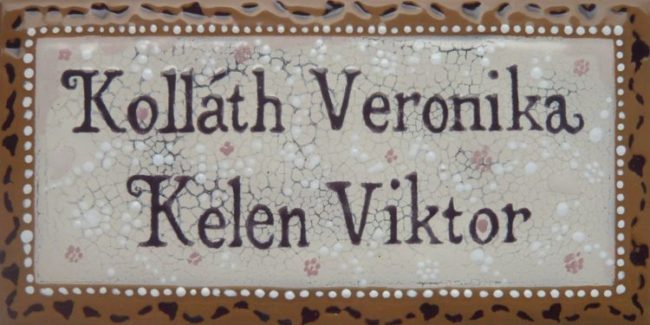 Kolláth Veronika
Kelen Viktor